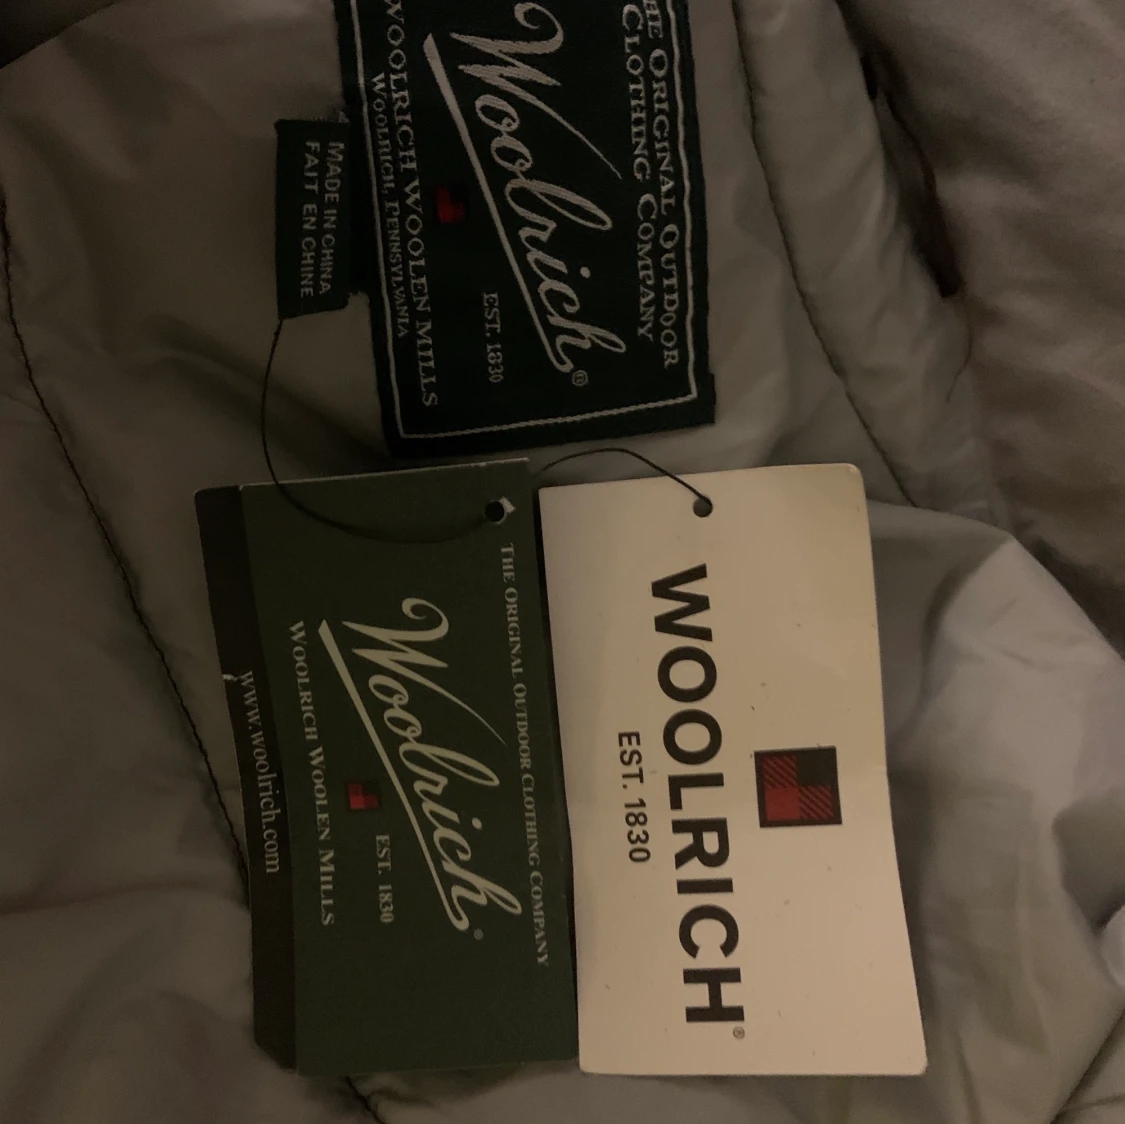 THE ORIGINAL OUTDOOR
CLOTHING COMPANY
Woolrich®
EST. 1830
WOOLRICH WOOLEN MILLS
WOOLRICH, PENNSYLVANIA
MADE IN CHINA
FAIT EN CHINE
THE ORIGINAL OUTDOOR CLOTHING COMPANY
Woolrich®
EST. 1830
WOOLRICH WOOLEN MILLS
www.woolrich.com
WOOLRICH®
EST. 1830